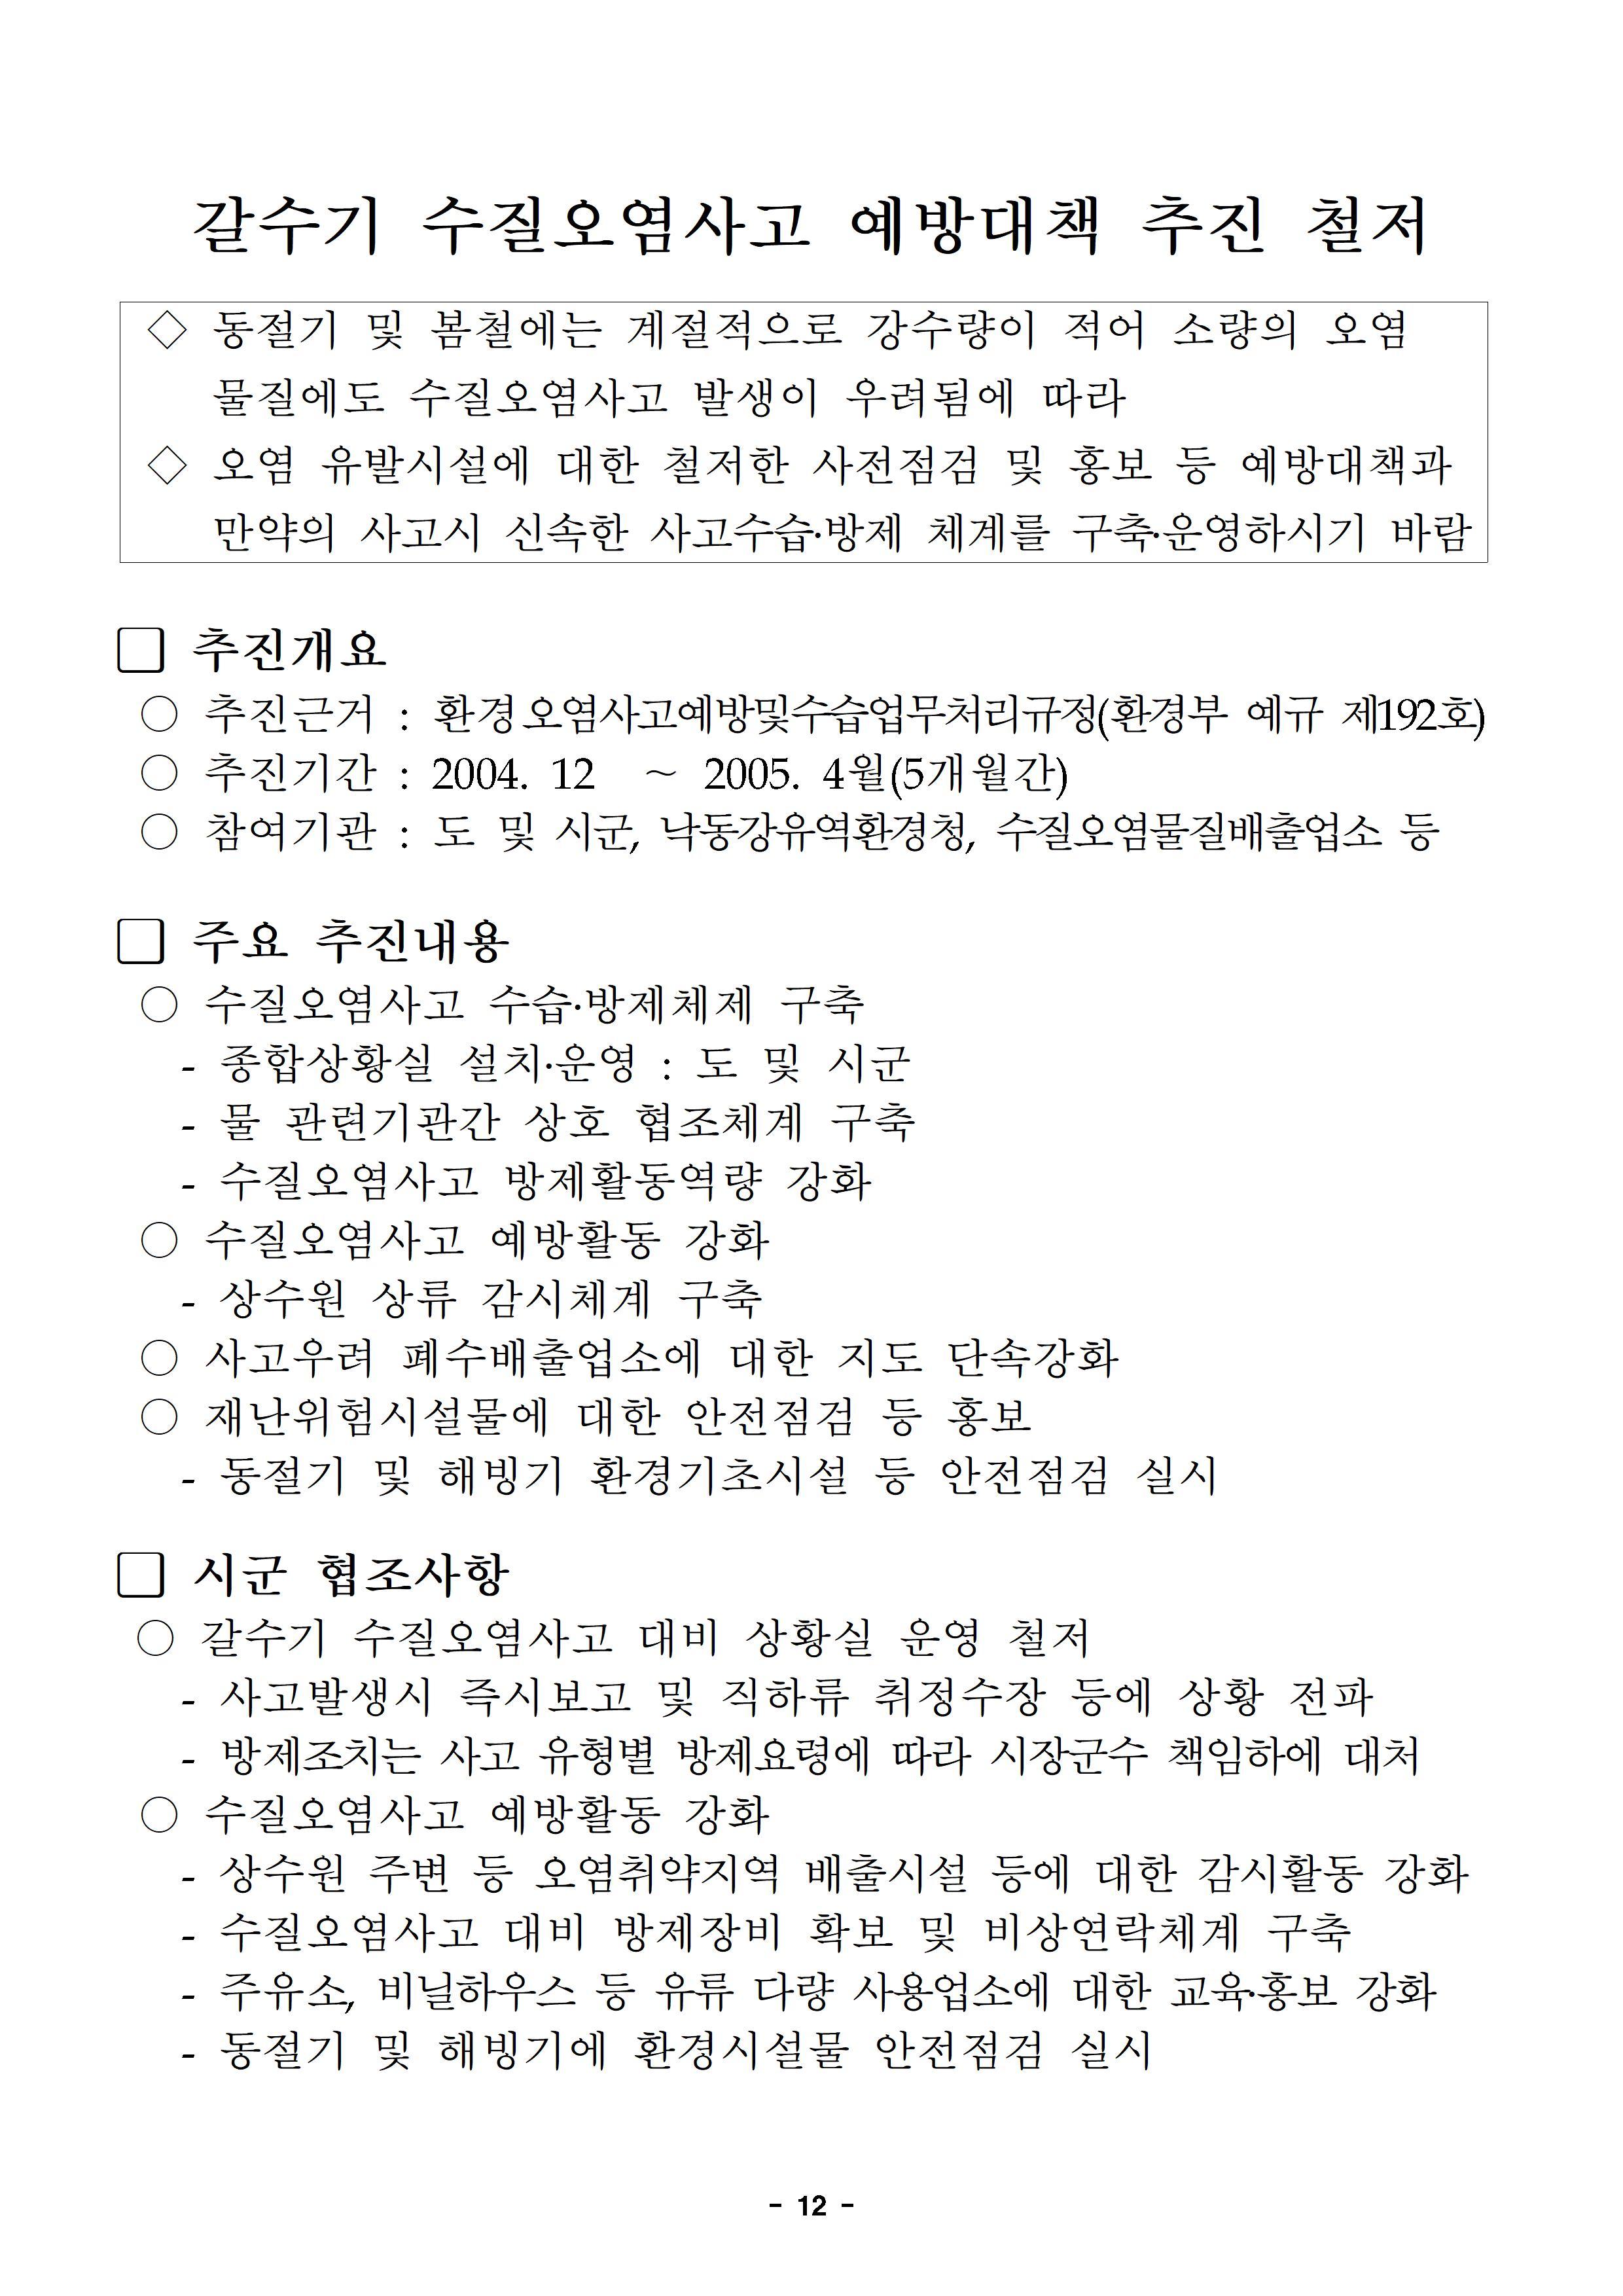 갈수기 수질오염사고 예방대책 추진 철저
◇ 동절기 및 봄철에는 계절적으로 강수량이 적어 소량의 오염
물질에도 수질오염사고 발생이 우려됨에 따라
◇ 오염 유발시설에 대한 철저한 사전점검 및 홍보 등 예방대책과
만약의 사고시 신속한 사고수습·방제 체계를 구축·운영하시기 바람
□ 추진개요
○ 추진근거 : 환경오염사고예방및수습업무처리규정(환경부 예규 제192호)
○ 추진기간 : 2004. 12 ~ 2005. 4월(5개월간)
○ 참여기관 : 도 및 시군, 낙동강유역환경청, 수질오염물질배출업소 등
□ 주요 추진내용
○ 수질오염사고 수습·방제체제 구축
- 종합상황실 설치·운영 : 도 및 시군
- 물 관련기관간 상호 협조체계 구축
- 수질오염사고 방제활동역량 강화
○ 수질오염사고 예방활동 강화
- 상수원 상류 감시체계 구축
○ 사고우려 폐수배출업소에 대한 지도 단속강화
○ 재난위험시설물에 대한 안전점검 등 홍보
- 동절기 및 해빙기 환경기초시설 등 안전점검 실시
□ 시군 협조사항
○ 갈수기 수질오염사고 대비 상황실 운영 철저
- 사고발생시 즉시보고 및 직하류 취정수장 등에 상황 전파
- 방제조치는 사고 유형별 방제요령에 따라 시장군수 책임하에 대처
○ 수질오염사고 예방활동 강화
- 상수원 주변 등 오염취약지역 배출시설 등에 대한 감시활동 강화
- 수질오염사고 대비 방제장비 확보 및 비상연락체계 구축
- 주유소, 비닐하우스 등 유류 다량 사용업소에 대한 교육·홍보 강화
- 동절기 및 해빙기에 환경시설물 안전점검 실시
- 12 -